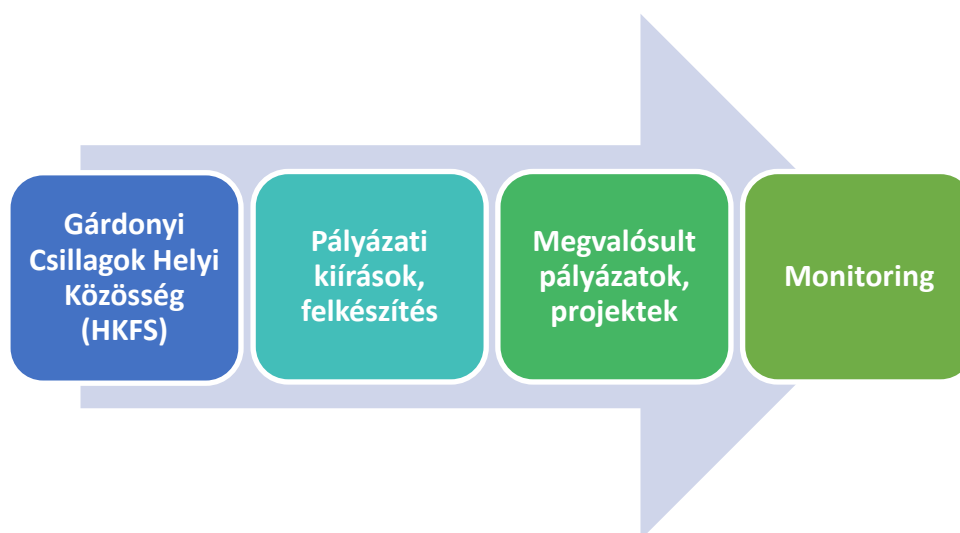 Gárdonyi
Csillagok Helyi
Közösség
(HKFS)
Pályázati
kiírások,
felkészítés
Megvalósult
pályázatok,
projektek
Monitoring